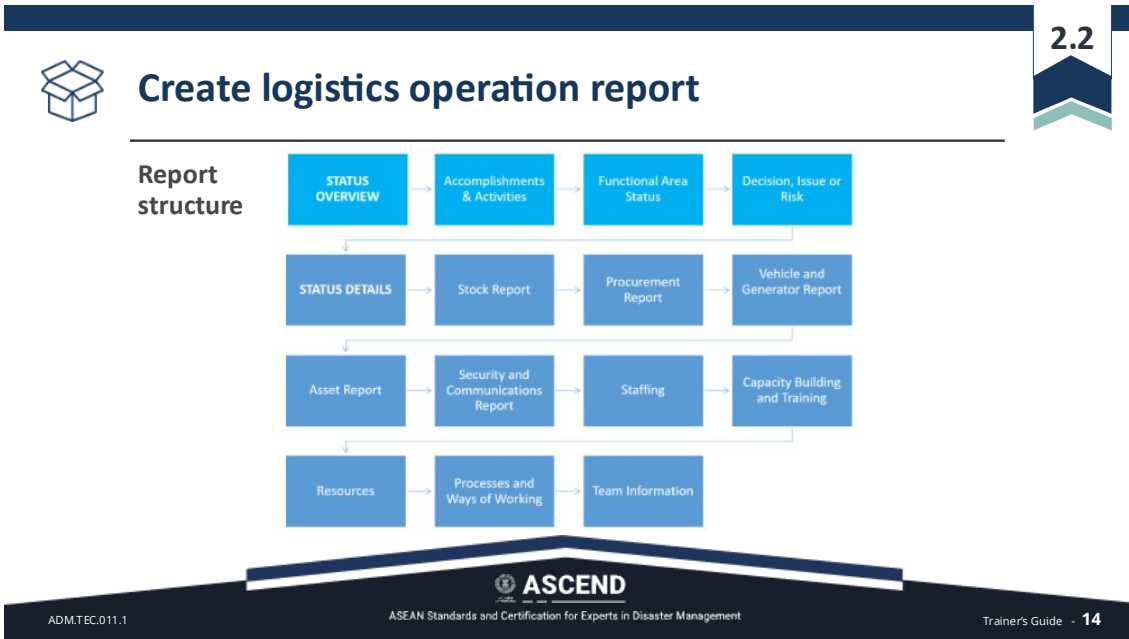 2.2
Create logistics operation report
Report
structure
STATUS
OVERVIEW
Accomplishments
& Activities
Functional Area
Status
Decision, Issue or
Risk
STATUS DETAILS
Stock Report
Procurement
Report
Vehicle and
Generator Report
Asset Report
Security and
Communications
Report
Staffing
Capacity Building
and Training
Resources
Processes and
Ways of Working
Team Information
ASCEND
ASEAN Standards and Certification for Experts in Disaster Management
ADM.TEC.011.1
Trainer's Guide - 14